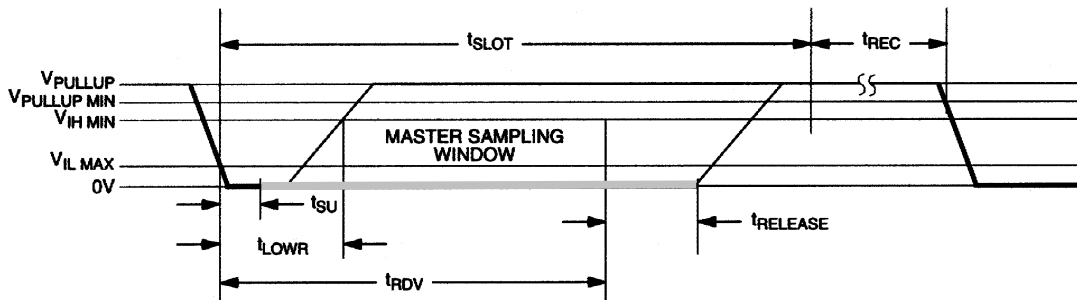 tSLOT
tREC
VPULLUP
VPULLUP MIN
VIH MIN
MASTER SAMPLING
WINDOW
VIL MAX
0V
tSU
tRELEASE
tLOWR
tRDV